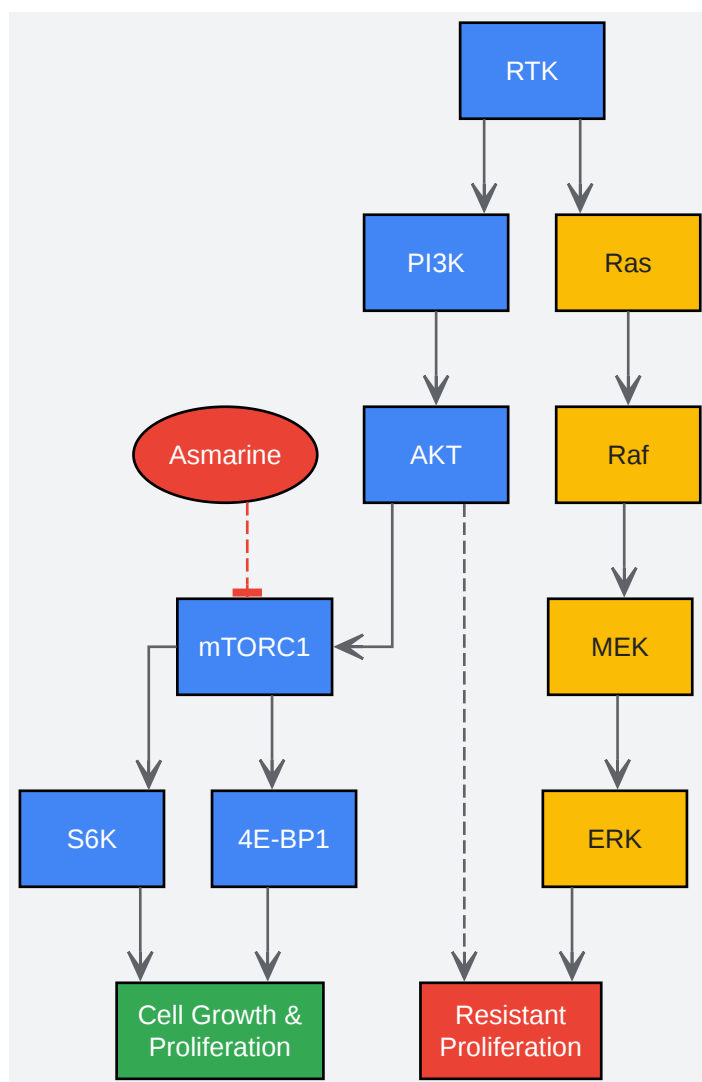 RTK
PI3K
Ras
Asmarine
AKT
Raf
mTORC1
MEK
S6K
4E-BP1
ERK
Cell Growth &
Proliferation
Resistant
Proliferation